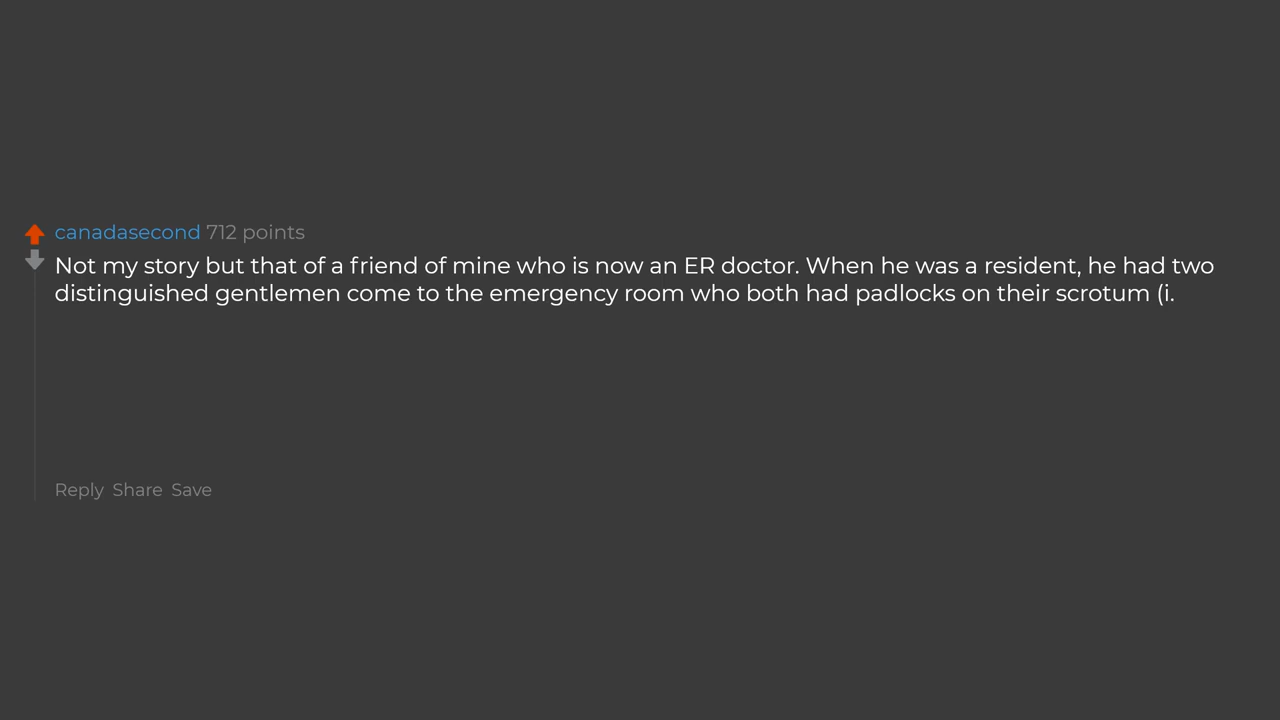 canadasecond 712 points
Not my story but that of a friend of mine who is now an ER doctor. When he was a resident, he had two
distinguished gentlemen come to the emergency room who both had padlocks on their scrotum (i.
Reply Share Save